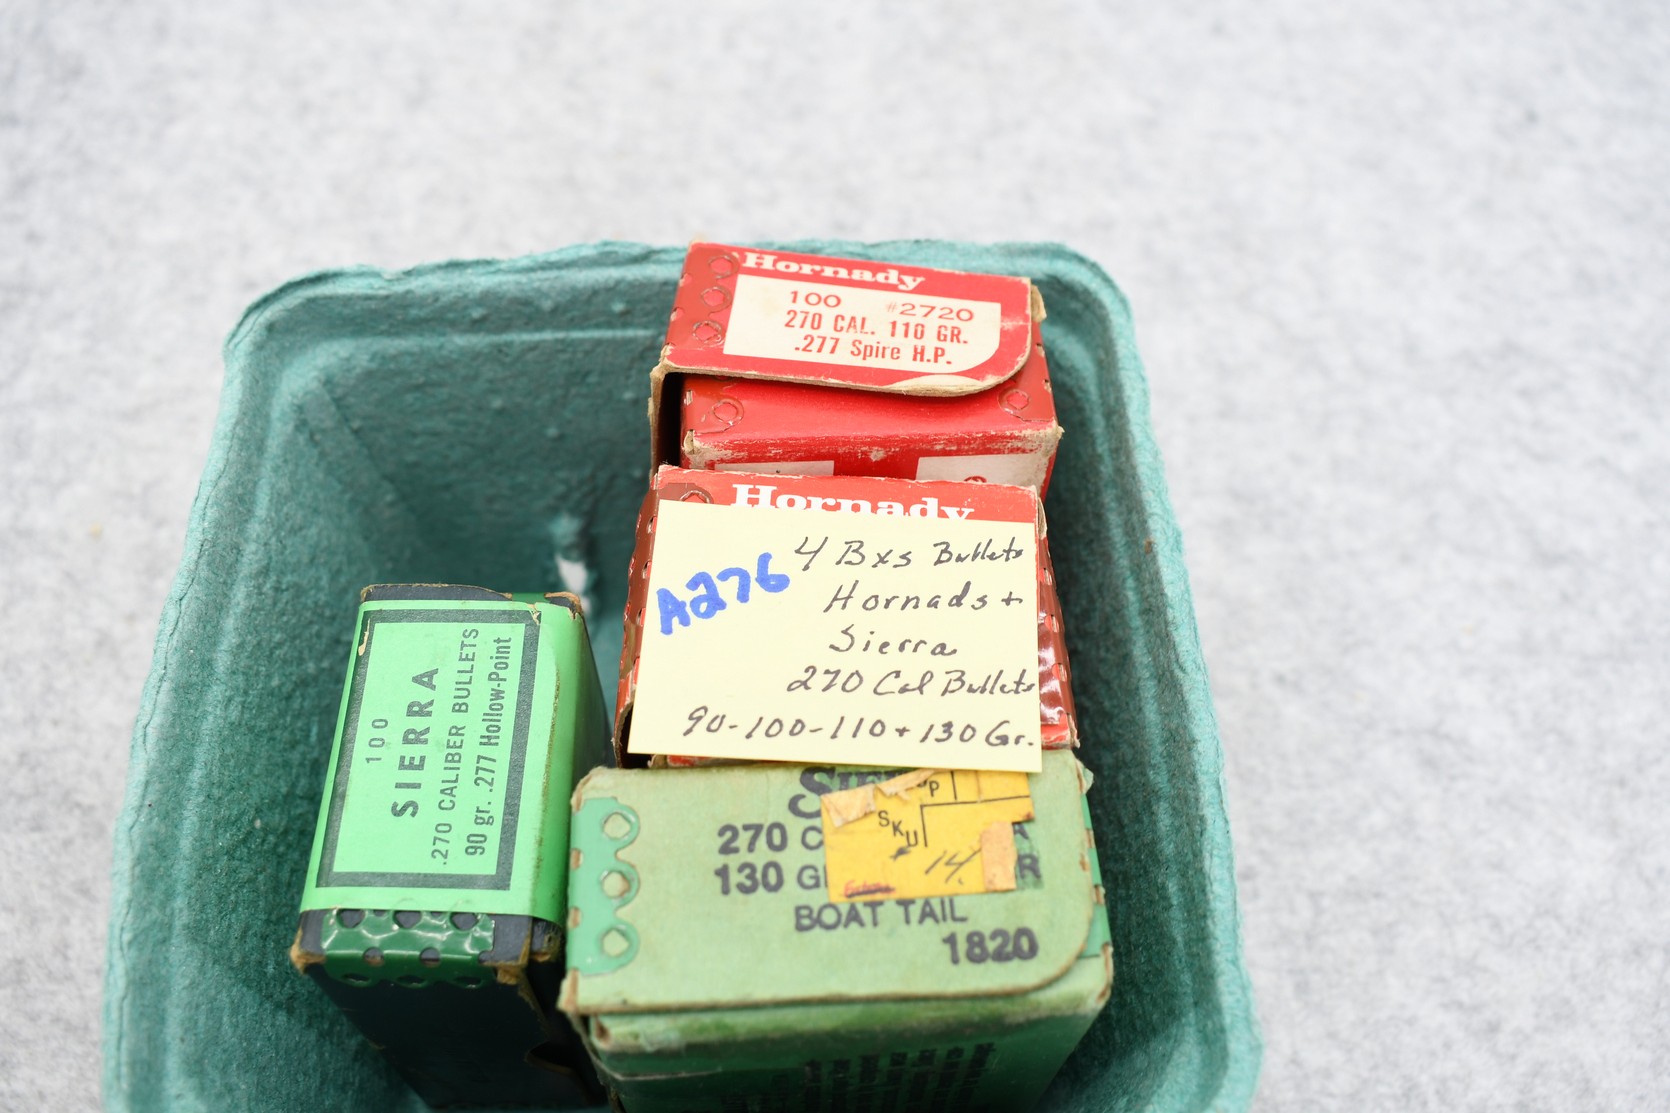 Hornady
100 #2720
270 CAL. 110 GR.
.277 Spire H.P.
Hornady
A276
4 Bxs Bullets
Hornads +
Sierra
270 Cal Bullets
90-100-110 + 130 Gr.
100
SIERRA
.270 CALIBER BULLETS
90 gr. .277 Hollow-Point
270
130
BOAT TAIL
1820
SKU
14.